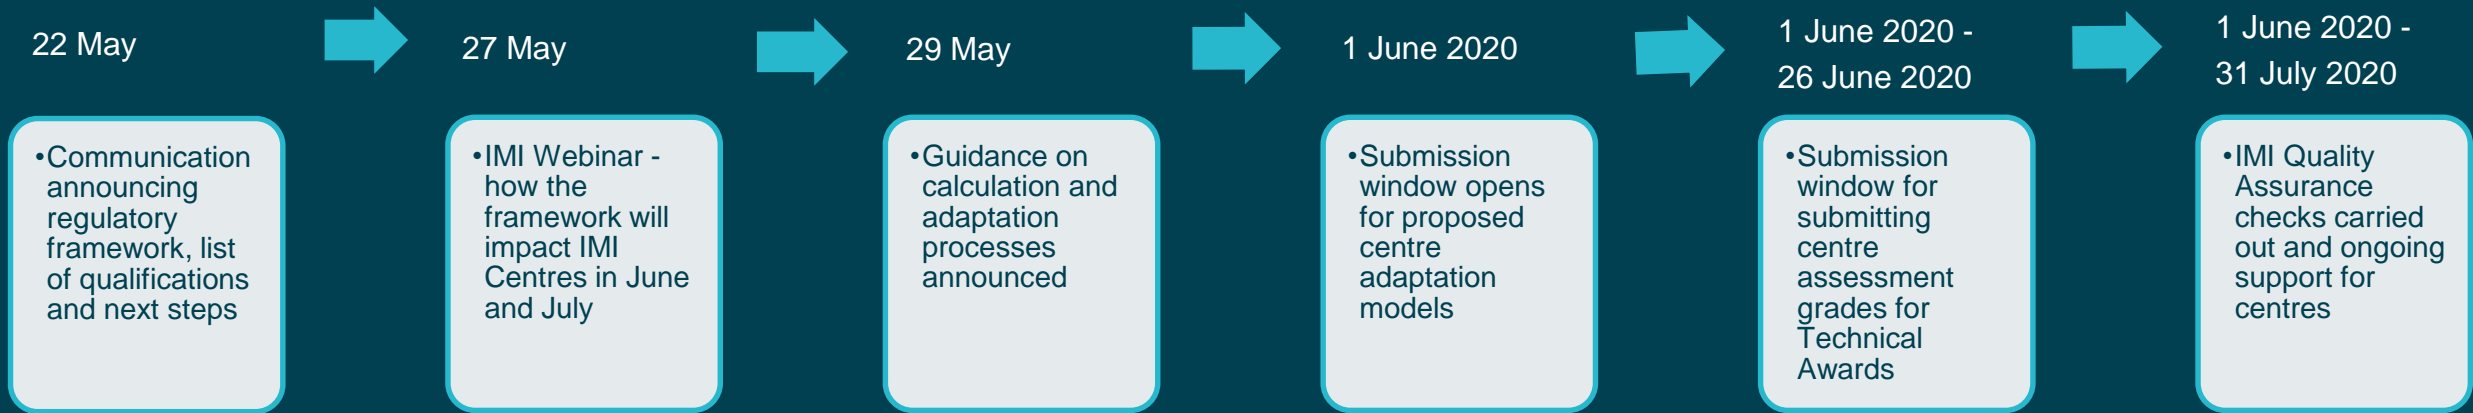 22 May
•Communication
announcing
regulatory
framework, list
of qualifications
and next steps
27 May
•IMI Webinar -
how the
framework will
impact IMI
Centres in June
and July
29 May
•Guidance on
calculation and
adaptation
processes
announced
1 June 2020
•Submission
window opens
for proposed
centre
adaptation
models
1 June 2020 -
26 June 2020
•Submission
window for
submitting
centre
assessment
grades for
Technical
Awards
1 June 2020 -
31 July 2020
•IMI Quality
Assurance
checks carried
out and ongoing
support for
centres